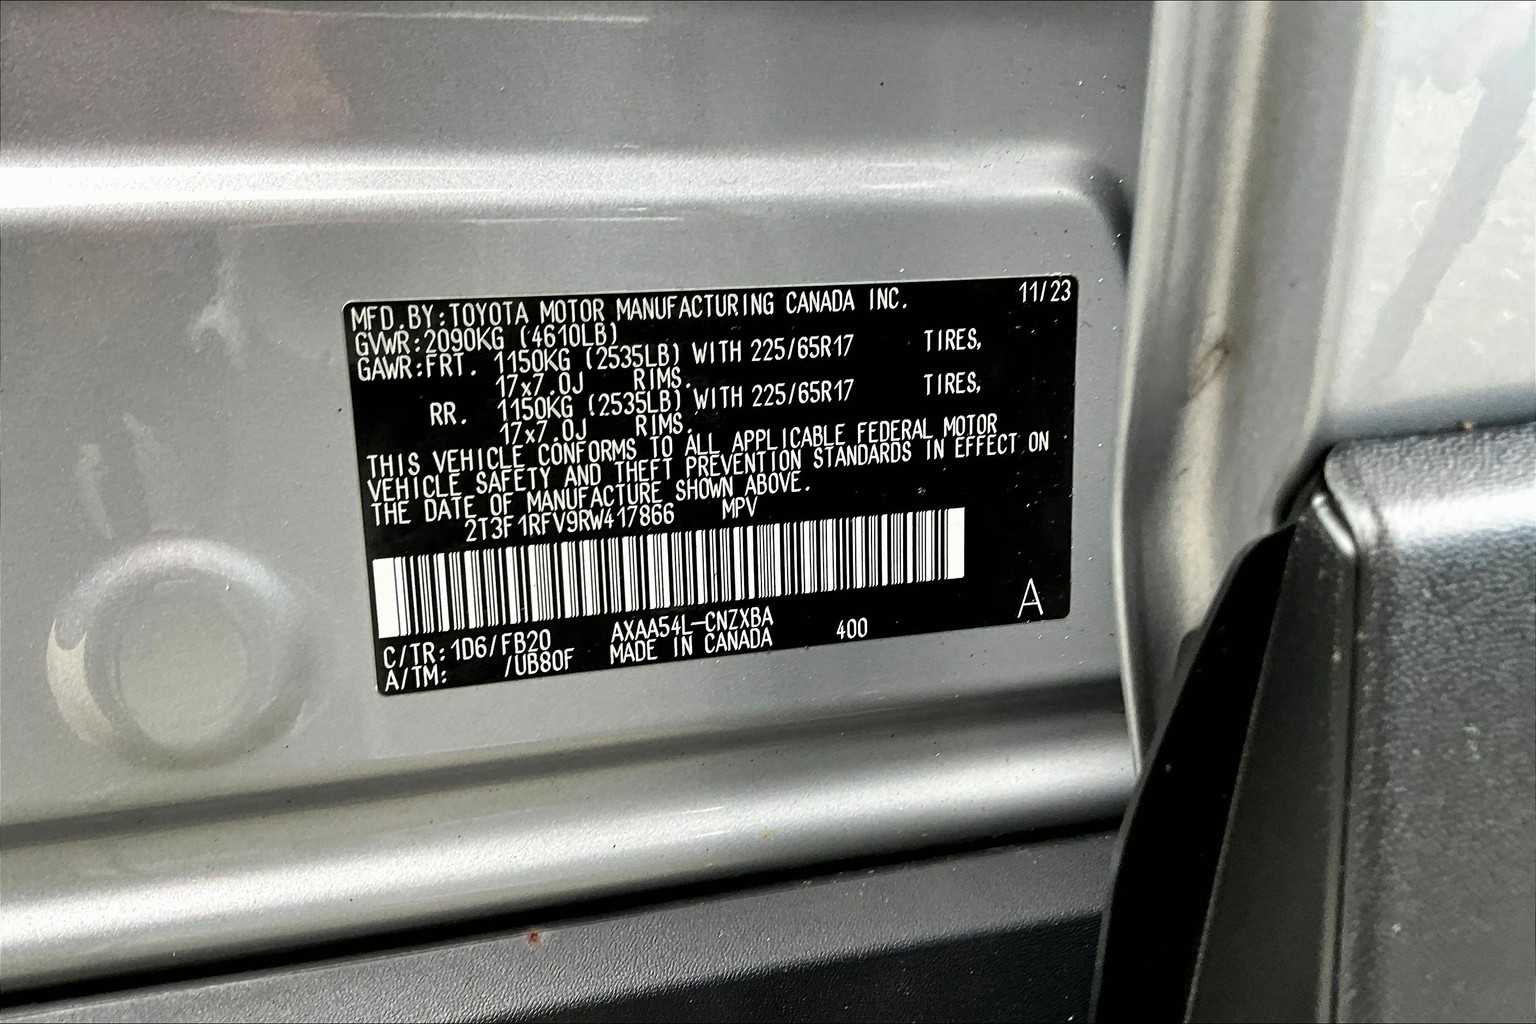 MFD.BY:TOYOTA MOTOR MANUFACTURING CANADA INC. 11/23
GVWR:2090KG (4610LB)
GAWR:FRT. 1150KG (2535LB) WITH 225/65R17 TIRES,
17x7.0J RIMS.
RR. 1150KG (2535LB) WITH 225/65R17 TIRES,
17x7.0J RIMS.
THIS VEHICLE CONFORMS TO ALL APPLICABLE FEDERAL MOTOR
VEHICLE SAFETY AND THEFT PREVENTION STANDARDS IN EFFECT ON
THE DATE OF MANUFACTURE SHOWN ABOVE.
2T3F1RFV9RW417866 MPV
A
C/TR:1D6/FB20 AXAA54L-CNZXBA 400
A/TM: /UB80F MADE IN CANADA